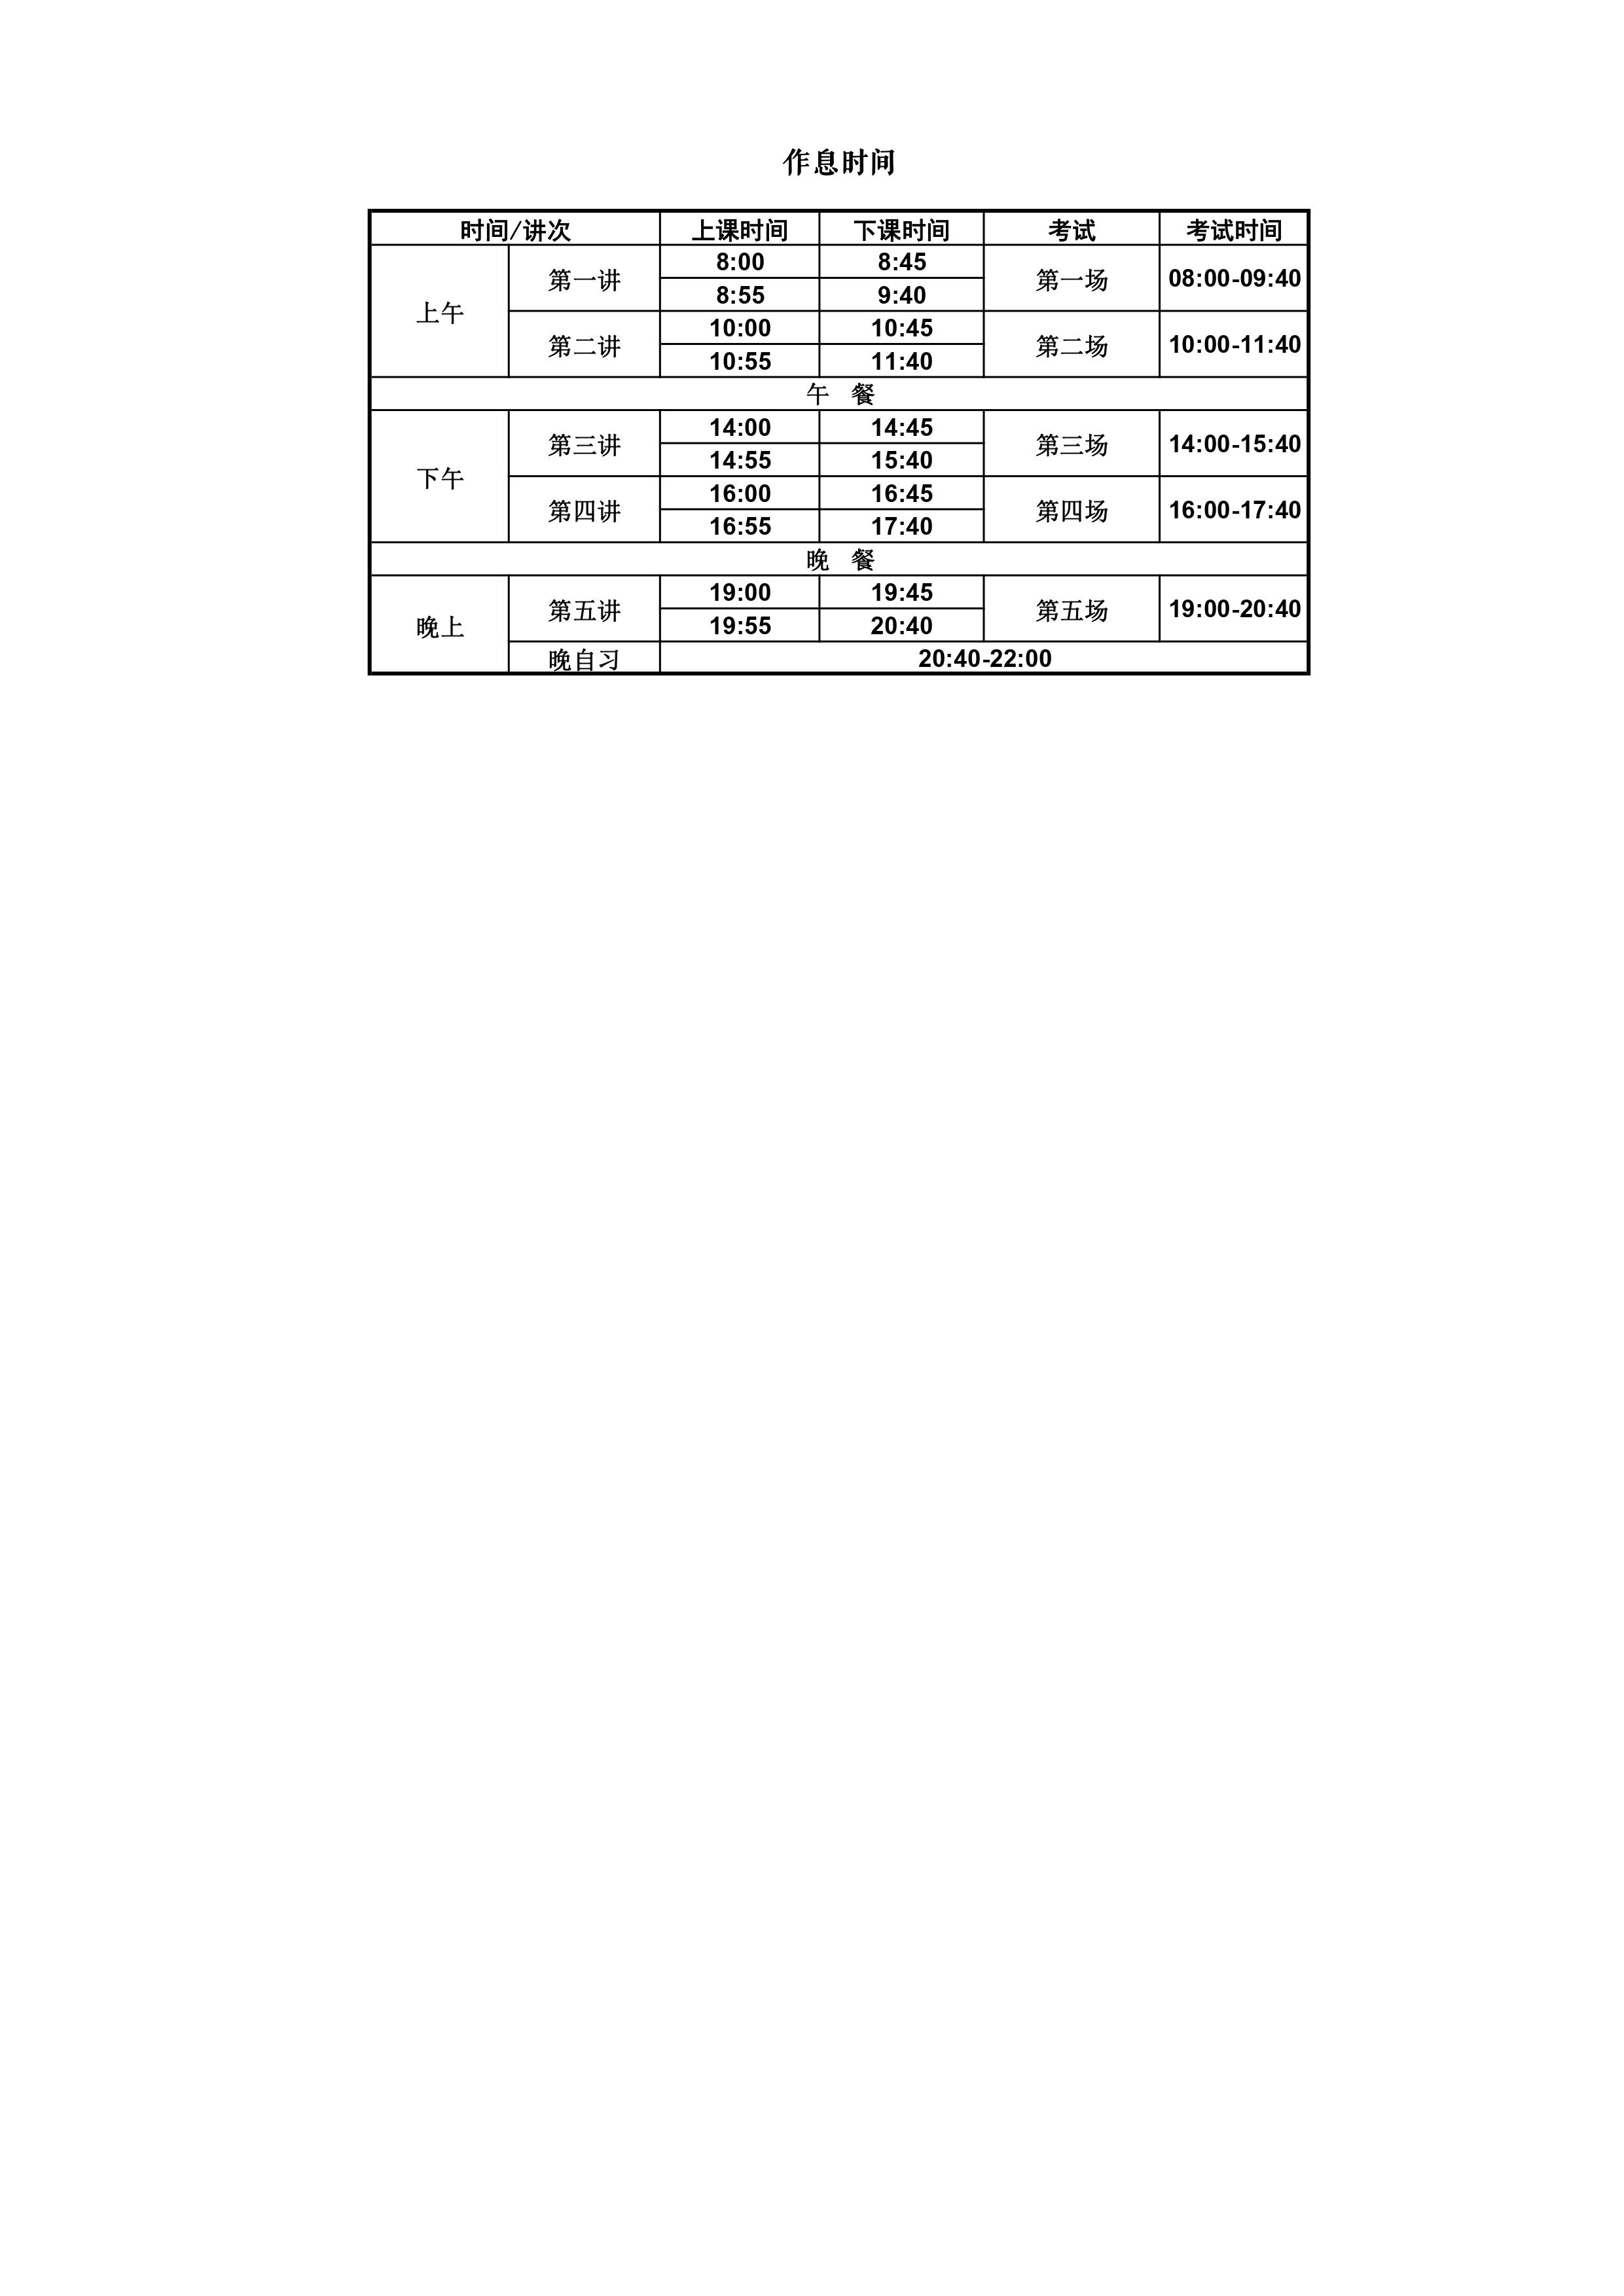 作息时间
时间/讲次 上课时间 下课时间 考试 考试时间
上午 第一讲 8:00 8:45 第一场 08:00-09:40
8:55 9:40
第二讲 10:00 10:45 第二场 10:00-11:40
10:55 11:40
午 餐
下午 第三讲 14:00 14:45 第三场 14:00-15:40
14:55 15:40
第四讲 16:00 16:45 第四场 16:00-17:40
16:55 17:40
晚 餐
晚上 第五讲 19:00 19:45 第五场 19:00-20:40
19:55 20:40
晚自习 20:40-22:00